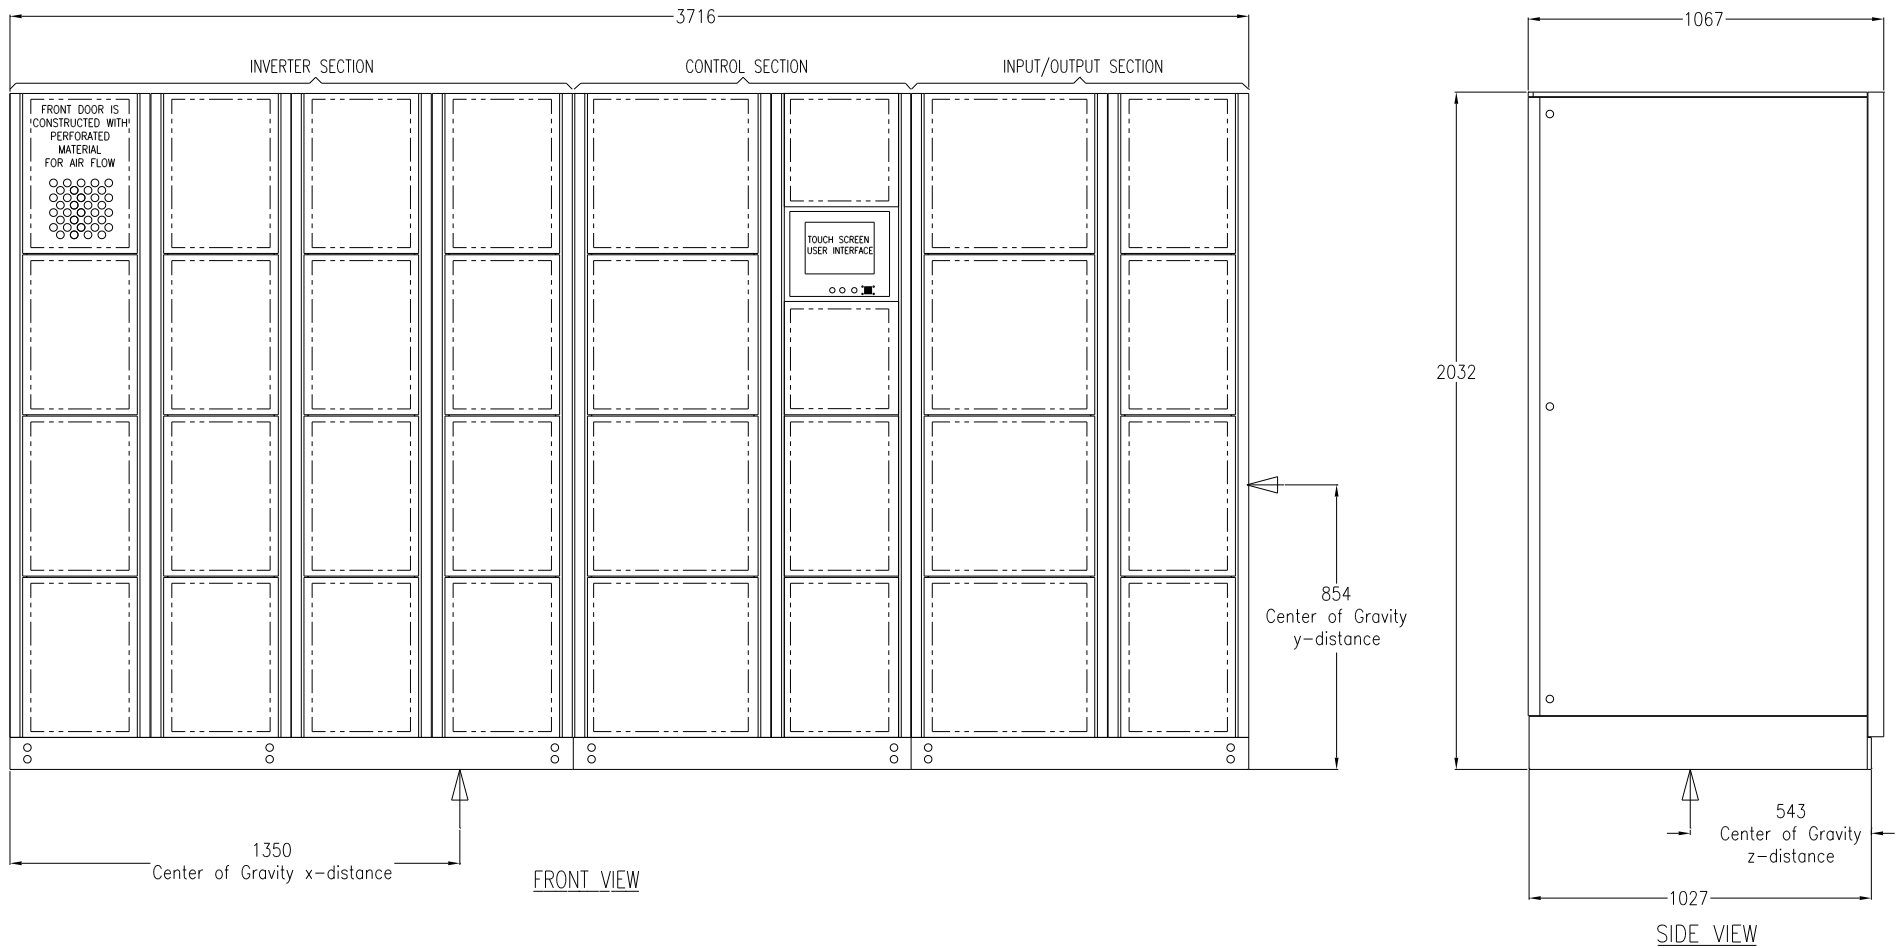 3716
INVERTER SECTION
CONTROL SECTION
INPUT/OUTPUT SECTION
FRONT DOOR IS
CONSTRUCTED WITH
PERFORATED
MATERIAL
FOR AIR FLOW
TOUCH SCREEN
USER INTERFACE
854
Center of Gravity
y-distance
1350
Center of Gravity x-distance
FRONT VIEW
1067
2032
543
Center of Gravity
z-distance
1027
SIDE VIEW